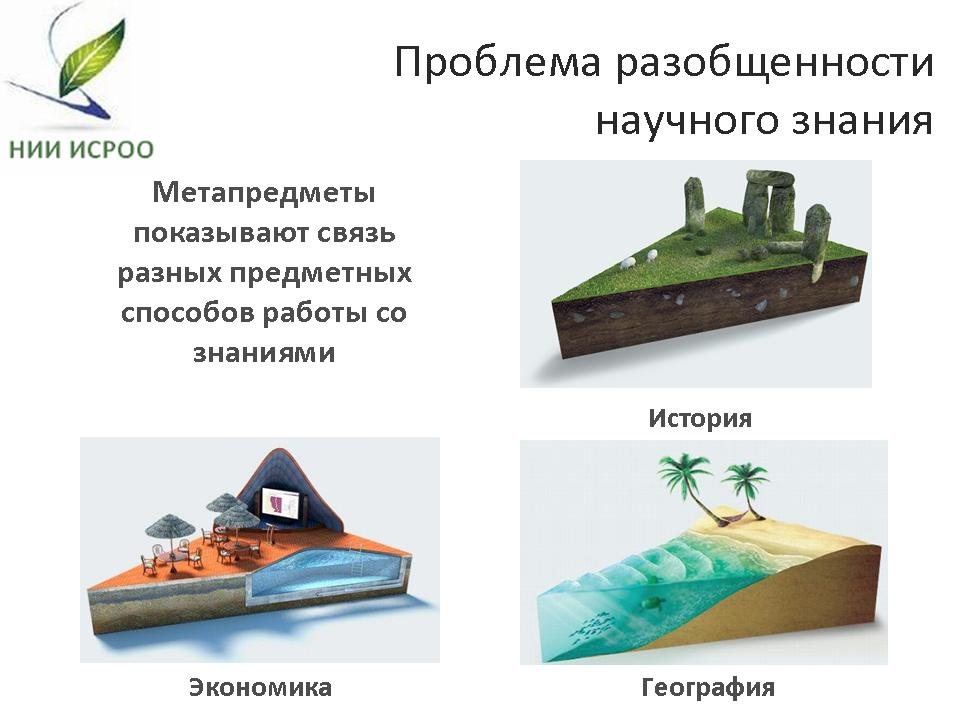 Проблема разобщенности
научного знания
НИИ ИСРОО
Метапредметы
показывают связь
разных предметных
способов работы со
знаниями
История
Экономика
География